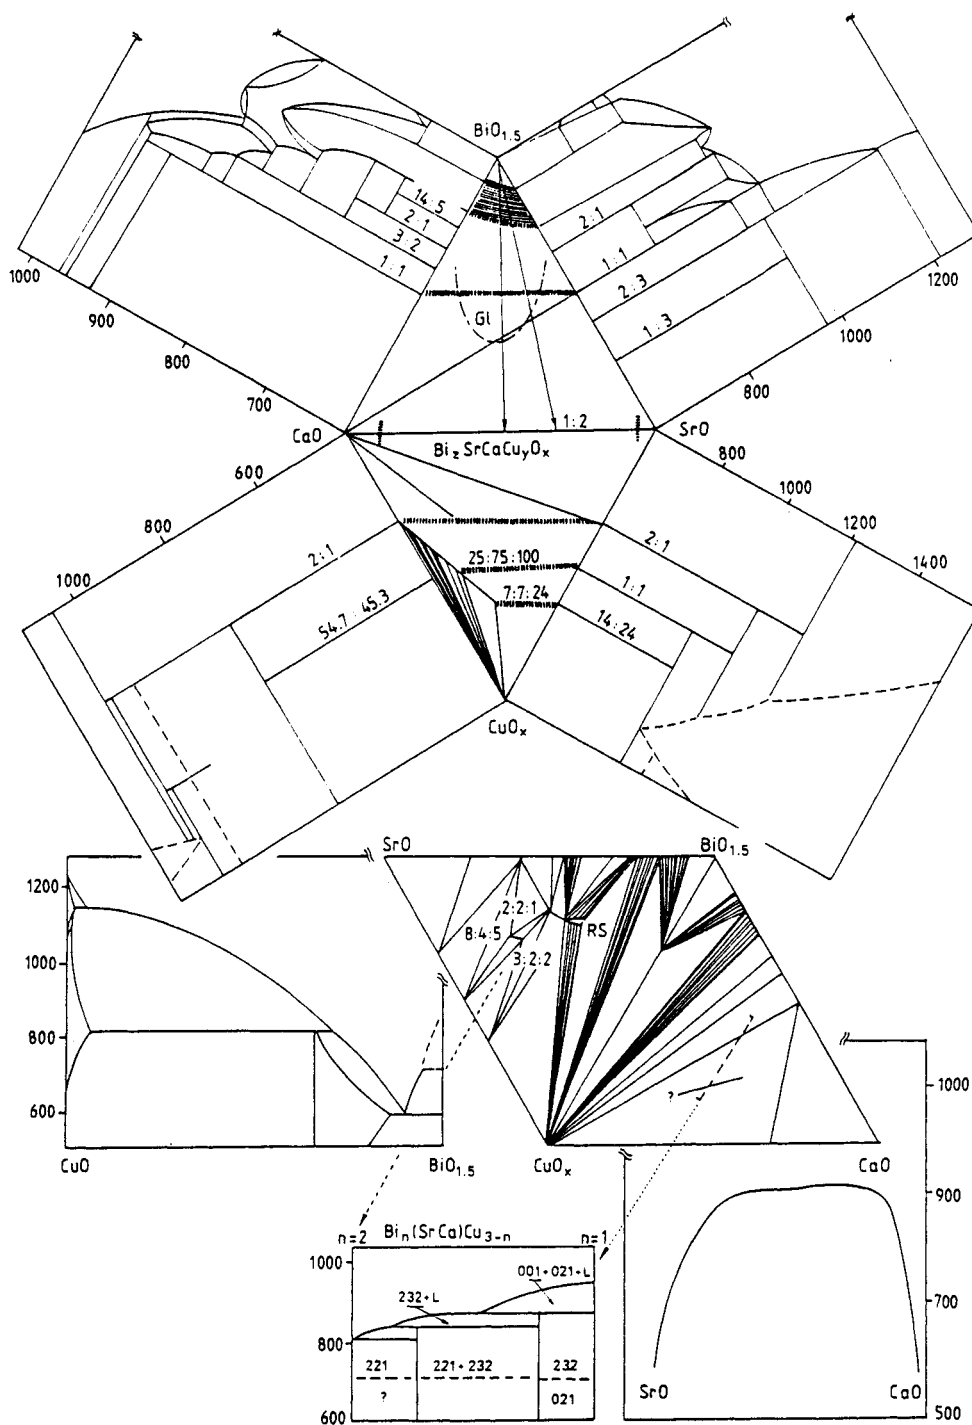 BiO1.5
14:5
2:1
3:2
1:1
2:1
1:1
2:3
1:3
1000
900
800
700
1200
1000
800
Gl
CaO
1:2
SrO
Bi2SrCaCuyOx
600
800
1000
800
1000
1200
1400
2:1
54.7:45.3
25:75:100
7:7:24
2:1
1:1
14:24
CuOx
SrO
BiO1.5
1200
1000
800
600
2:2:1
8:4:5
3:2:2
RS
?
?
CuO
BiO1.5
CuOx
CaO
1000
900
700
500
n=2
Bin(SrCa)Cu3-n
n=1
1000
800
600
001+021+L
232+L
221
221+232
232
?
021
SrO
CaO